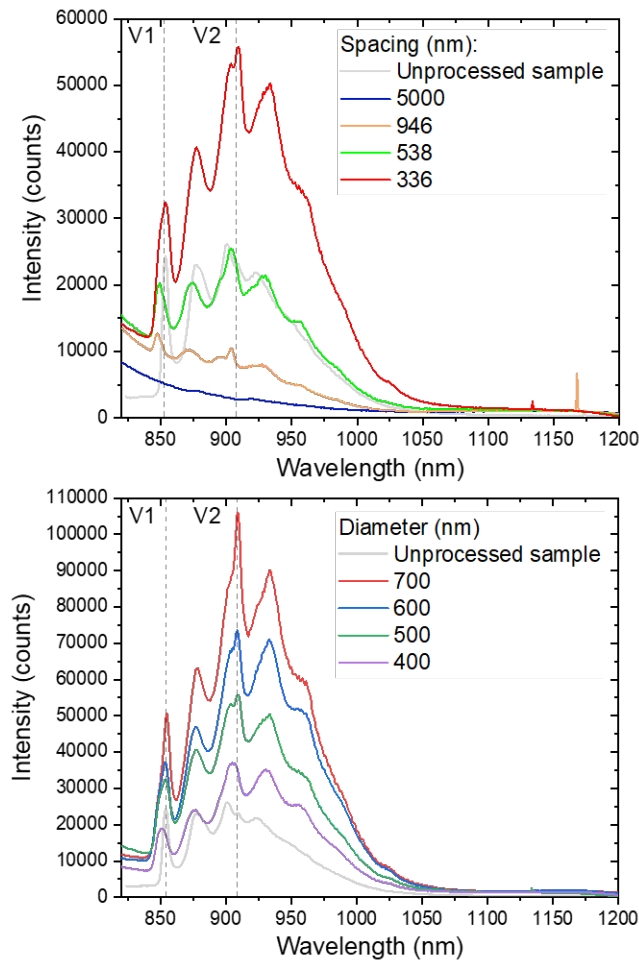 60000
50000
40000
30000
20000
10000
0
Intensity (counts)
V1 V2
Spacing (nm):
Unprocessed sample
5000
946
538
336
850 900 950 1000 1050 1100 1150 1200
Wavelength (nm)
110000
100000
90000
80000
70000
60000
50000
40000
30000
20000
10000
0
Intensity (counts)
V1 V2
Diameter (nm)
Unprocessed sample
700
600
500
400
850 900 950 1000 1050 1100 1150 1200
Wavelength (nm)